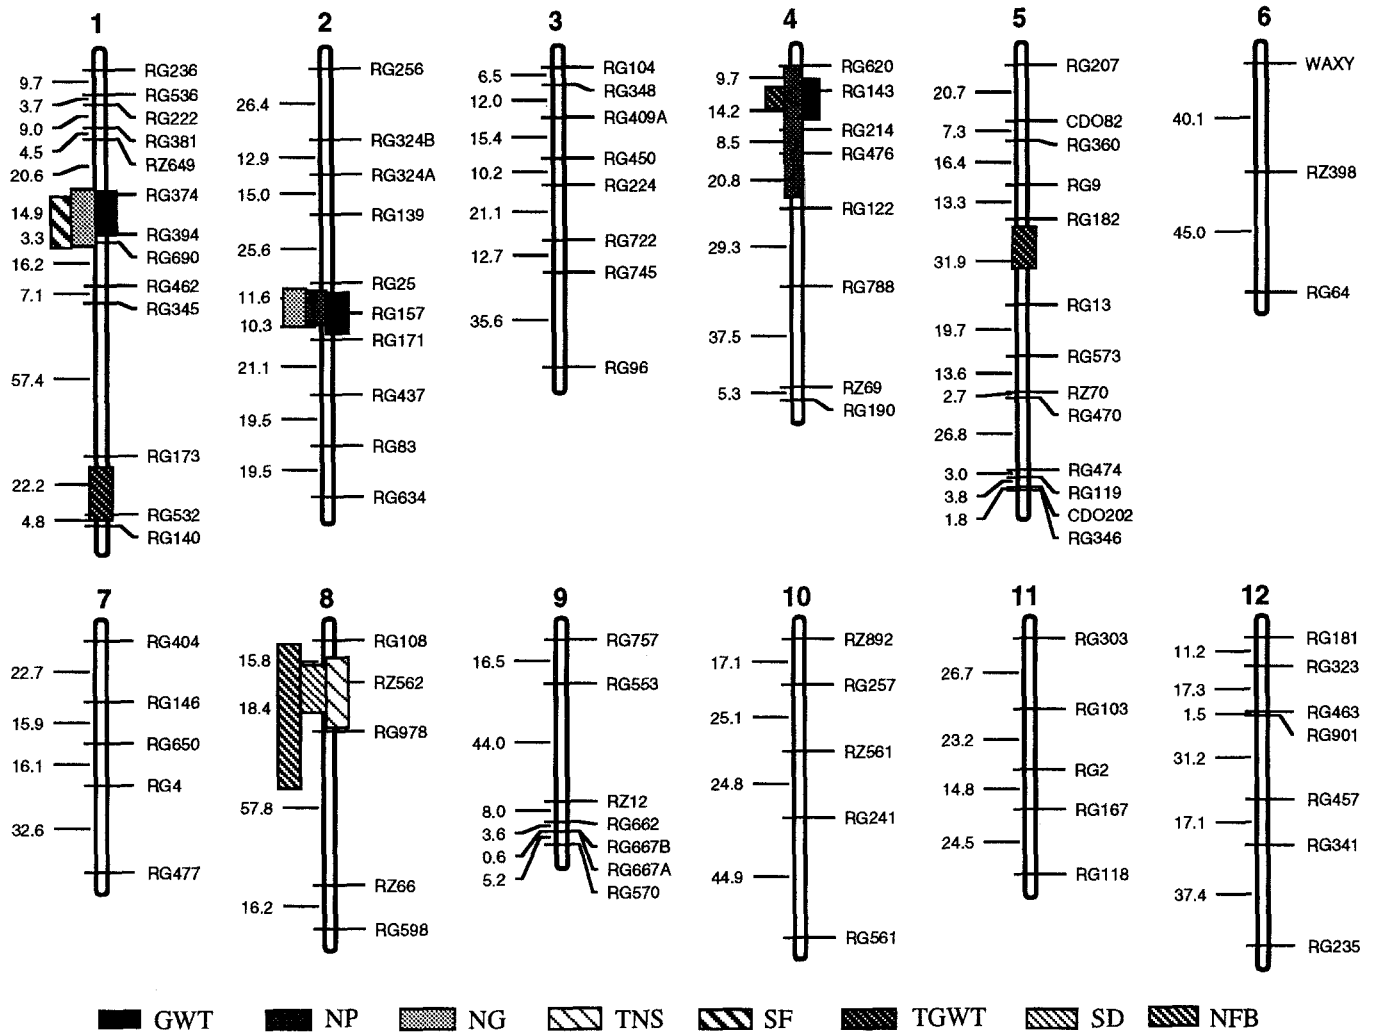 1 2 3 4 5 6
RG236
9.7
RG536
3.7
RG222
9.0
RG381
4.5
RZ649
20.6
RG374
14.9
RG394
3.3
RG690
16.2
RG462
7.1
RG345
57.4
RG173
22.2
RG532
4.8
RG140
RG256
26.4
RG324B
12.9
RG324A
15.0
RG139
25.6
RG25
11.6
RG157
10.3
RG171
21.1
RG437
19.5
RG83
19.5
RG634
RG104
6.5
RG348
12.0
RG409A
15.4
RG450
10.2
RG224
21.1
RG722
12.7
RG745
35.6
RG96
RG620
9.7
RG143
14.2
RG214
8.5
RG476
20.8
RG122
29.3
RG788
37.5
RZ69
5.3
RG190
RG207
20.7
CDO82
7.3
RG360
16.4
RG9
13.3
RG182
31.9
RG13
19.7
RG573
13.6
RZ70
2.7
RG470
26.8
RG474
3.0
RG119
3.8
CDO202
1.8
RG346
WAXY
40.1
RZ398
45.0
RG64
7 8 9 10 11 12
RG404
22.7
RG146
15.9
RG650
16.1
RG4
32.6
RG477
RG108
15.8
RZ562
18.4
RG978
57.8
RZ66
16.2
RG598
RG757
16.5
RG553
44.0
RZ12
8.0
RG662
3.6
RG667B
0.6
RG667A
5.2
RG570
RZ892
17.1
RG257
25.1
RZ561
24.8
RG241
44.9
RG561
RG303
26.7
RG103
23.2
RG2
14.8
RG167
24.5
RG118
RG181
11.2
RG323
17.3
RG463
1.5
RG901
31.2
RG457
17.1
RG341
37.4
RG235
GWT NP NG TNS SF TGWT SD NFB